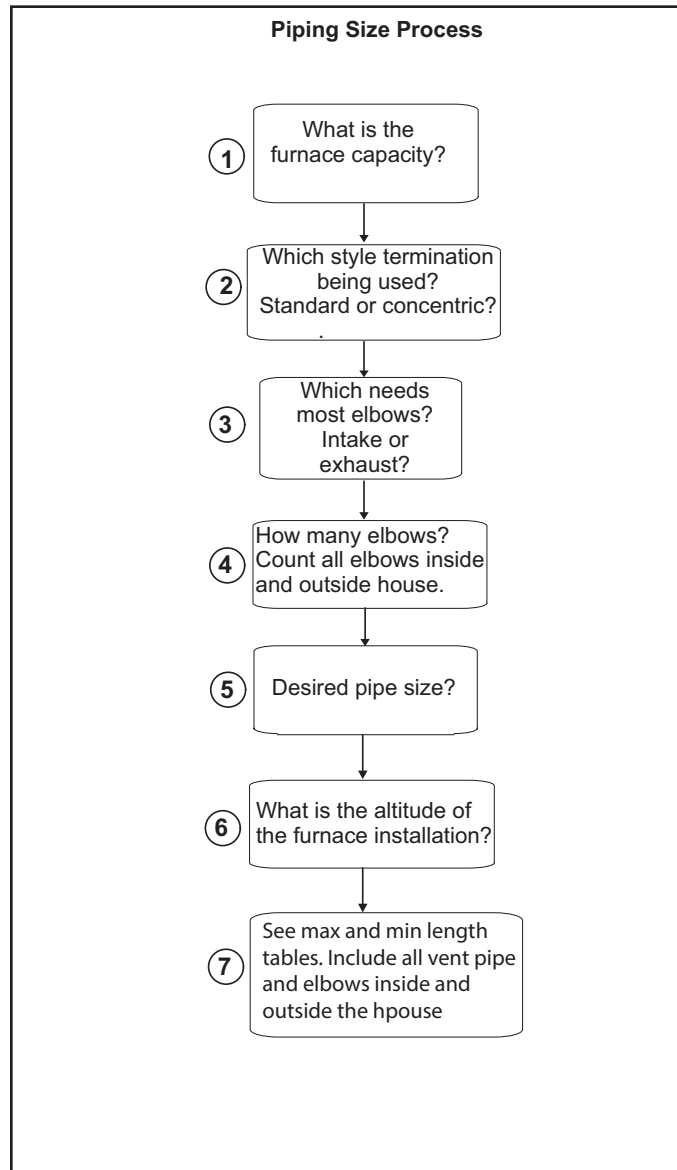 Piping Size Process
1
What is the
furnace capacity?
2
Which style termination
being used?
Standard or concentric?
.
3
Which needs
most elbows?
Intake or
exhaust?
4
How many elbows?
Count all elbows inside
and outside house.
5
Desired pipe size?
6
What is the altitude of
the furnace installation?
7
See max and min length
tables. Include all vent pipe
and elbows inside and
outside the hpouse